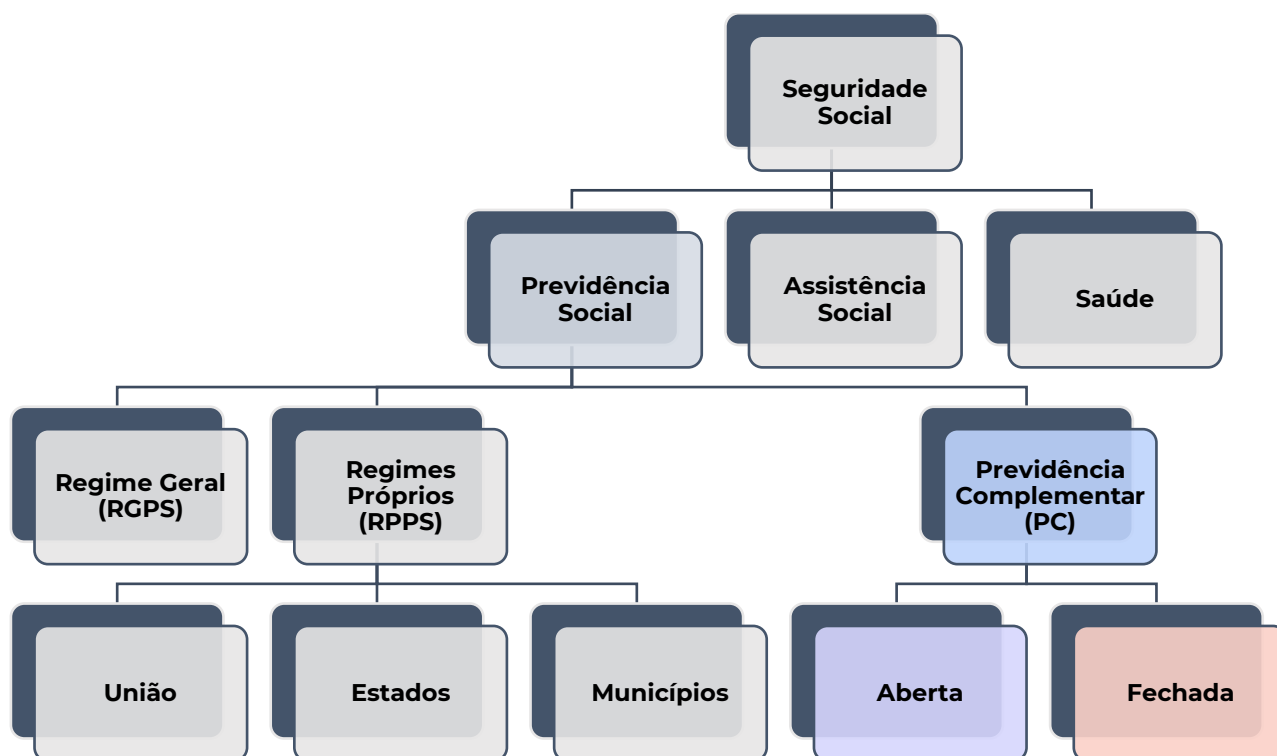 Seguridade
Social
Previdência
Social
Assistência
Social
Saúde
Regime Geral
(RGPS)
Regimes
Próprios
(RPPS)
Previdência
Complementar
(PC)
União
Estados
Municípios
Aberta
Fechada